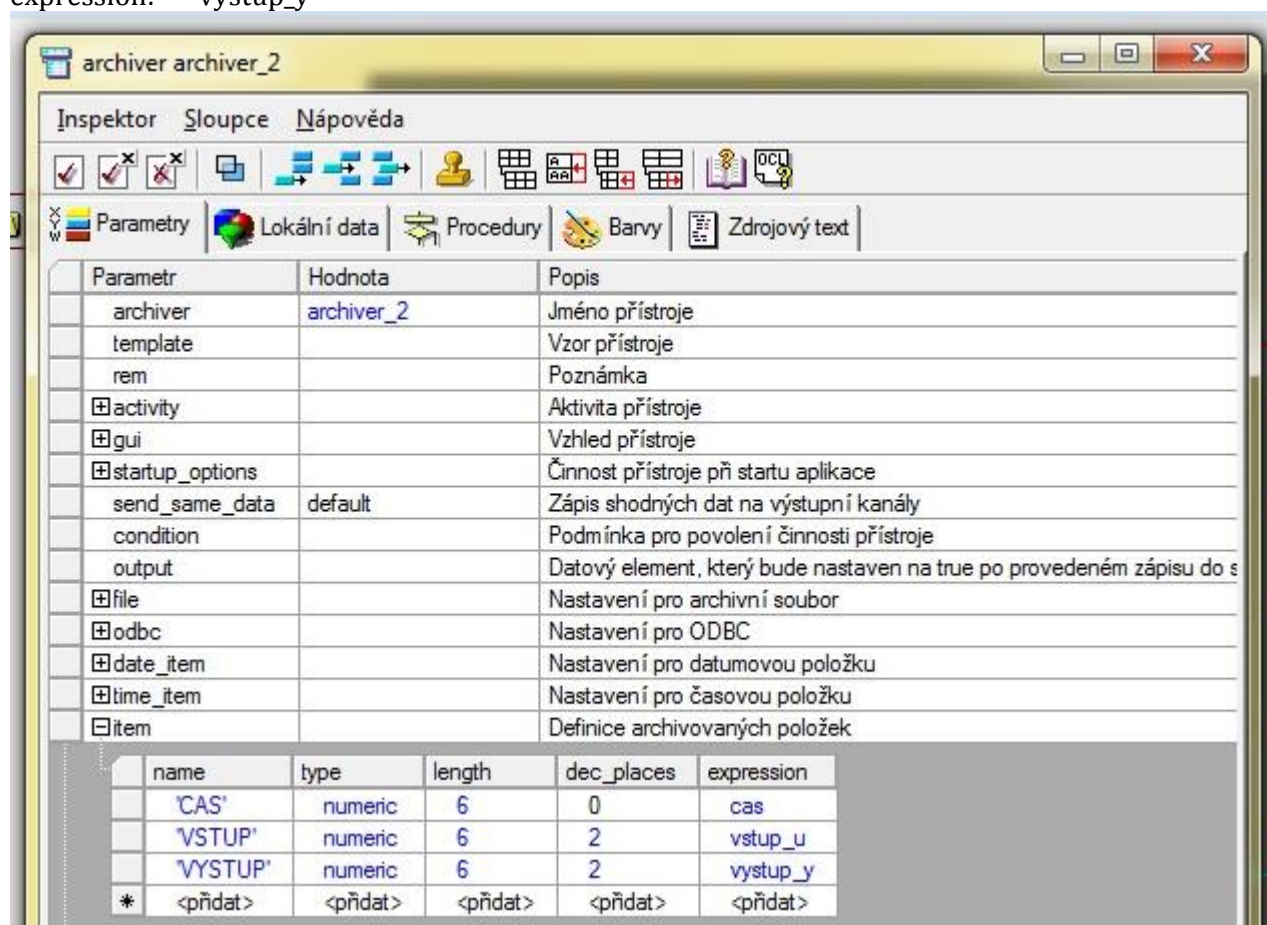 expression: vystup_y
archiver archiver_2
Inspektor Sloupce Nápověda
Parametry Lokální data Procedury Barvy Zdrojový text
Parametr Hodnota Popis
archiver archiver_2 Jméno přístroje
template Vzor přístroje
rem Poznámka
activity Aktivita přístroje
gui Vzhled přístroje
startup_options Činnost přístroje při startu aplikace
send_same_data default Zápis shodných dat na výstupní kanály
condition Podmínka pro povolení činnosti přístroje
output Datový element, který bude nastaven na true po provedeném zápisu do s
file Nastavení pro archivní soubor
odbc Nastavení pro ODBC
date_item Nastavení pro datumovou položku
time_item Nastavení pro časovou položku
item Definice archivovaných položek
name type length dec_places expression
'CAS' numeric 6 0 cas
'VSTUP' numeric 6 2 vstup_u
'VYSTUP' numeric 6 2 vystup_y
* <přidat> <přidat> <přidat> <přidat> <přidat>